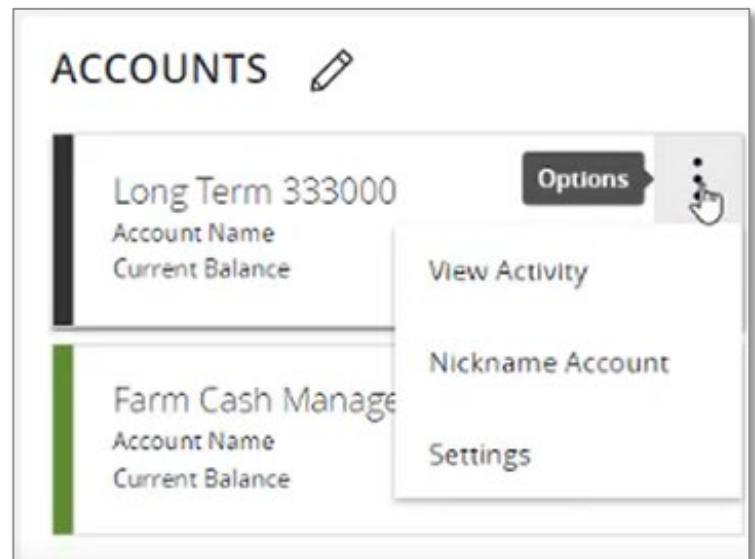 ACCOUNTS
Long Term 333000
Options
Account Name
Current Balance
View Activity
Nickname Account
Settings
Farm Cash Manage
Account Name
Current Balance